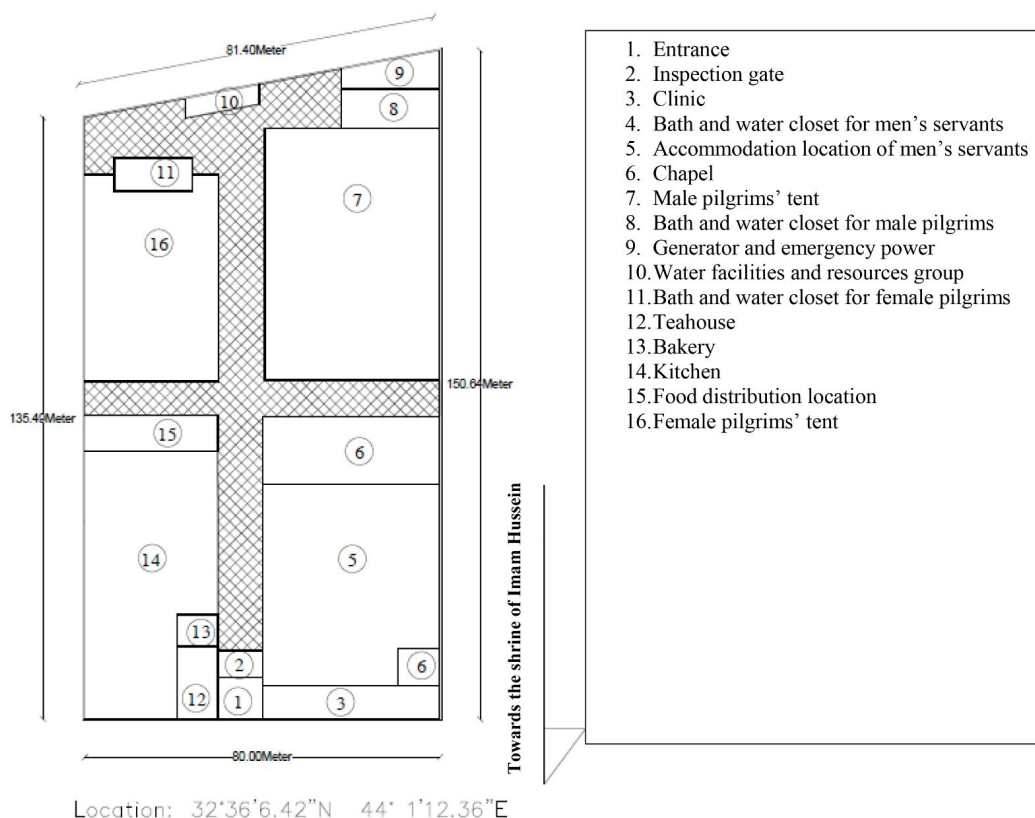 81.40Meter
9
10
8
11
7
16
150.64Meter
135.49Meter
15
6
14
5
13
2
6
12
1
3
80.00Meter
Location: 32°36'6.42"N 44° 1'12.36"E
Towards the shrine of Imam Hussein
1. Entrance
2. Inspection gate
3. Clinic
4. Bath and water closet for men's servants
5. Accommodation location of men's servants
6. Chapel
7. Male pilgrims' tent
8. Bath and water closet for male pilgrims
9. Generator and emergency power
10.Water facilities and resources group
11.Bath and water closet for female pilgrims
12.Teahouse
13.Bakery
14.Kitchen
15.Food distribution location
16.Female pilgrims' tent